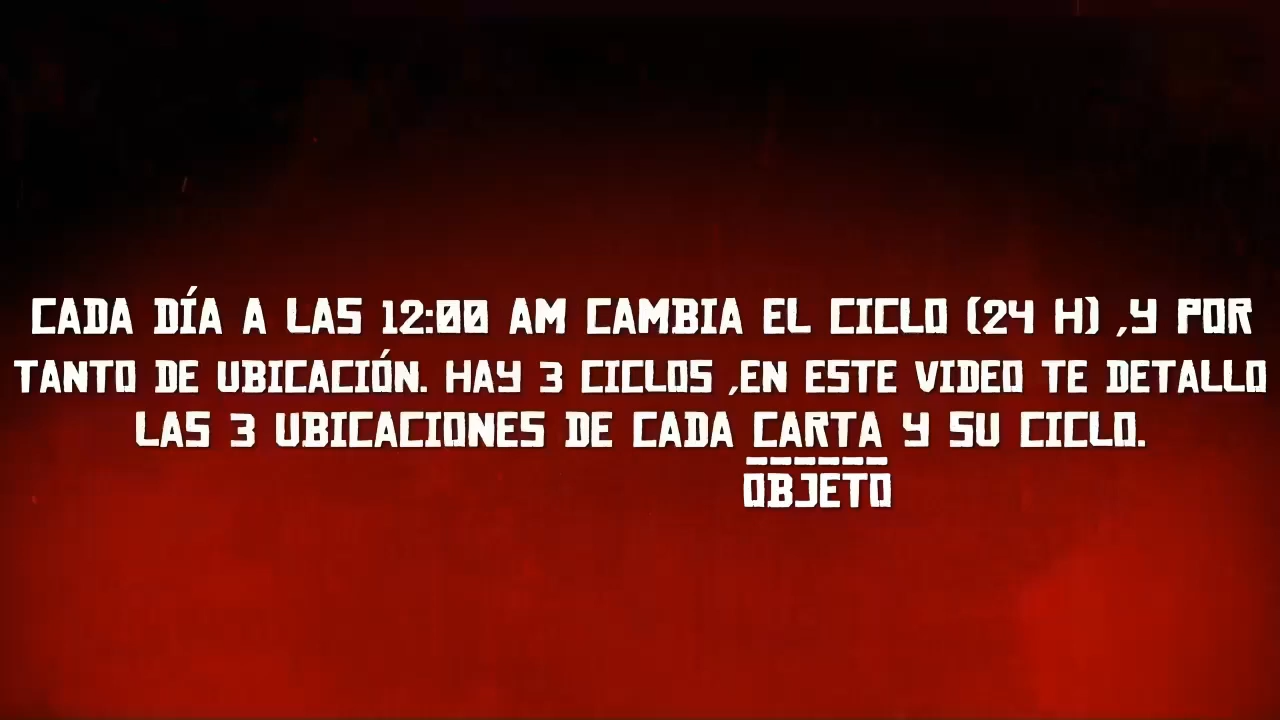 CADA DÍA A LAS 12:00 AM CAMBIA EL CICLO (24 H) ,Y POR
TANTO DE UBICACIÓN. HAY 3 CICLOS ,EN ESTE VIDEO TE DETALLO
LAS 3 UBICACIONES DE CADA CARTA Y SU CICLO.
------
OBJETO